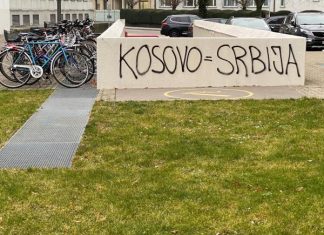 KOSOVO = SRBIJA